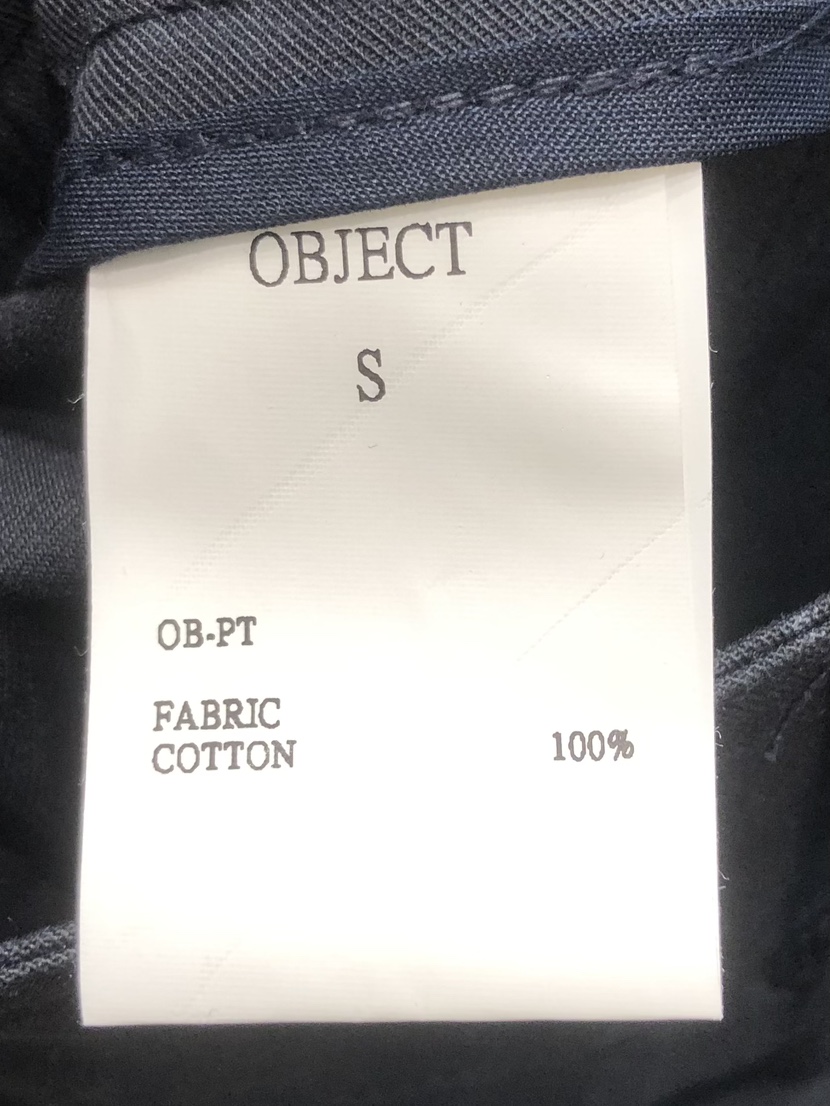 OBJECT
S
OB-PT
FABRIC
COTTON 100%